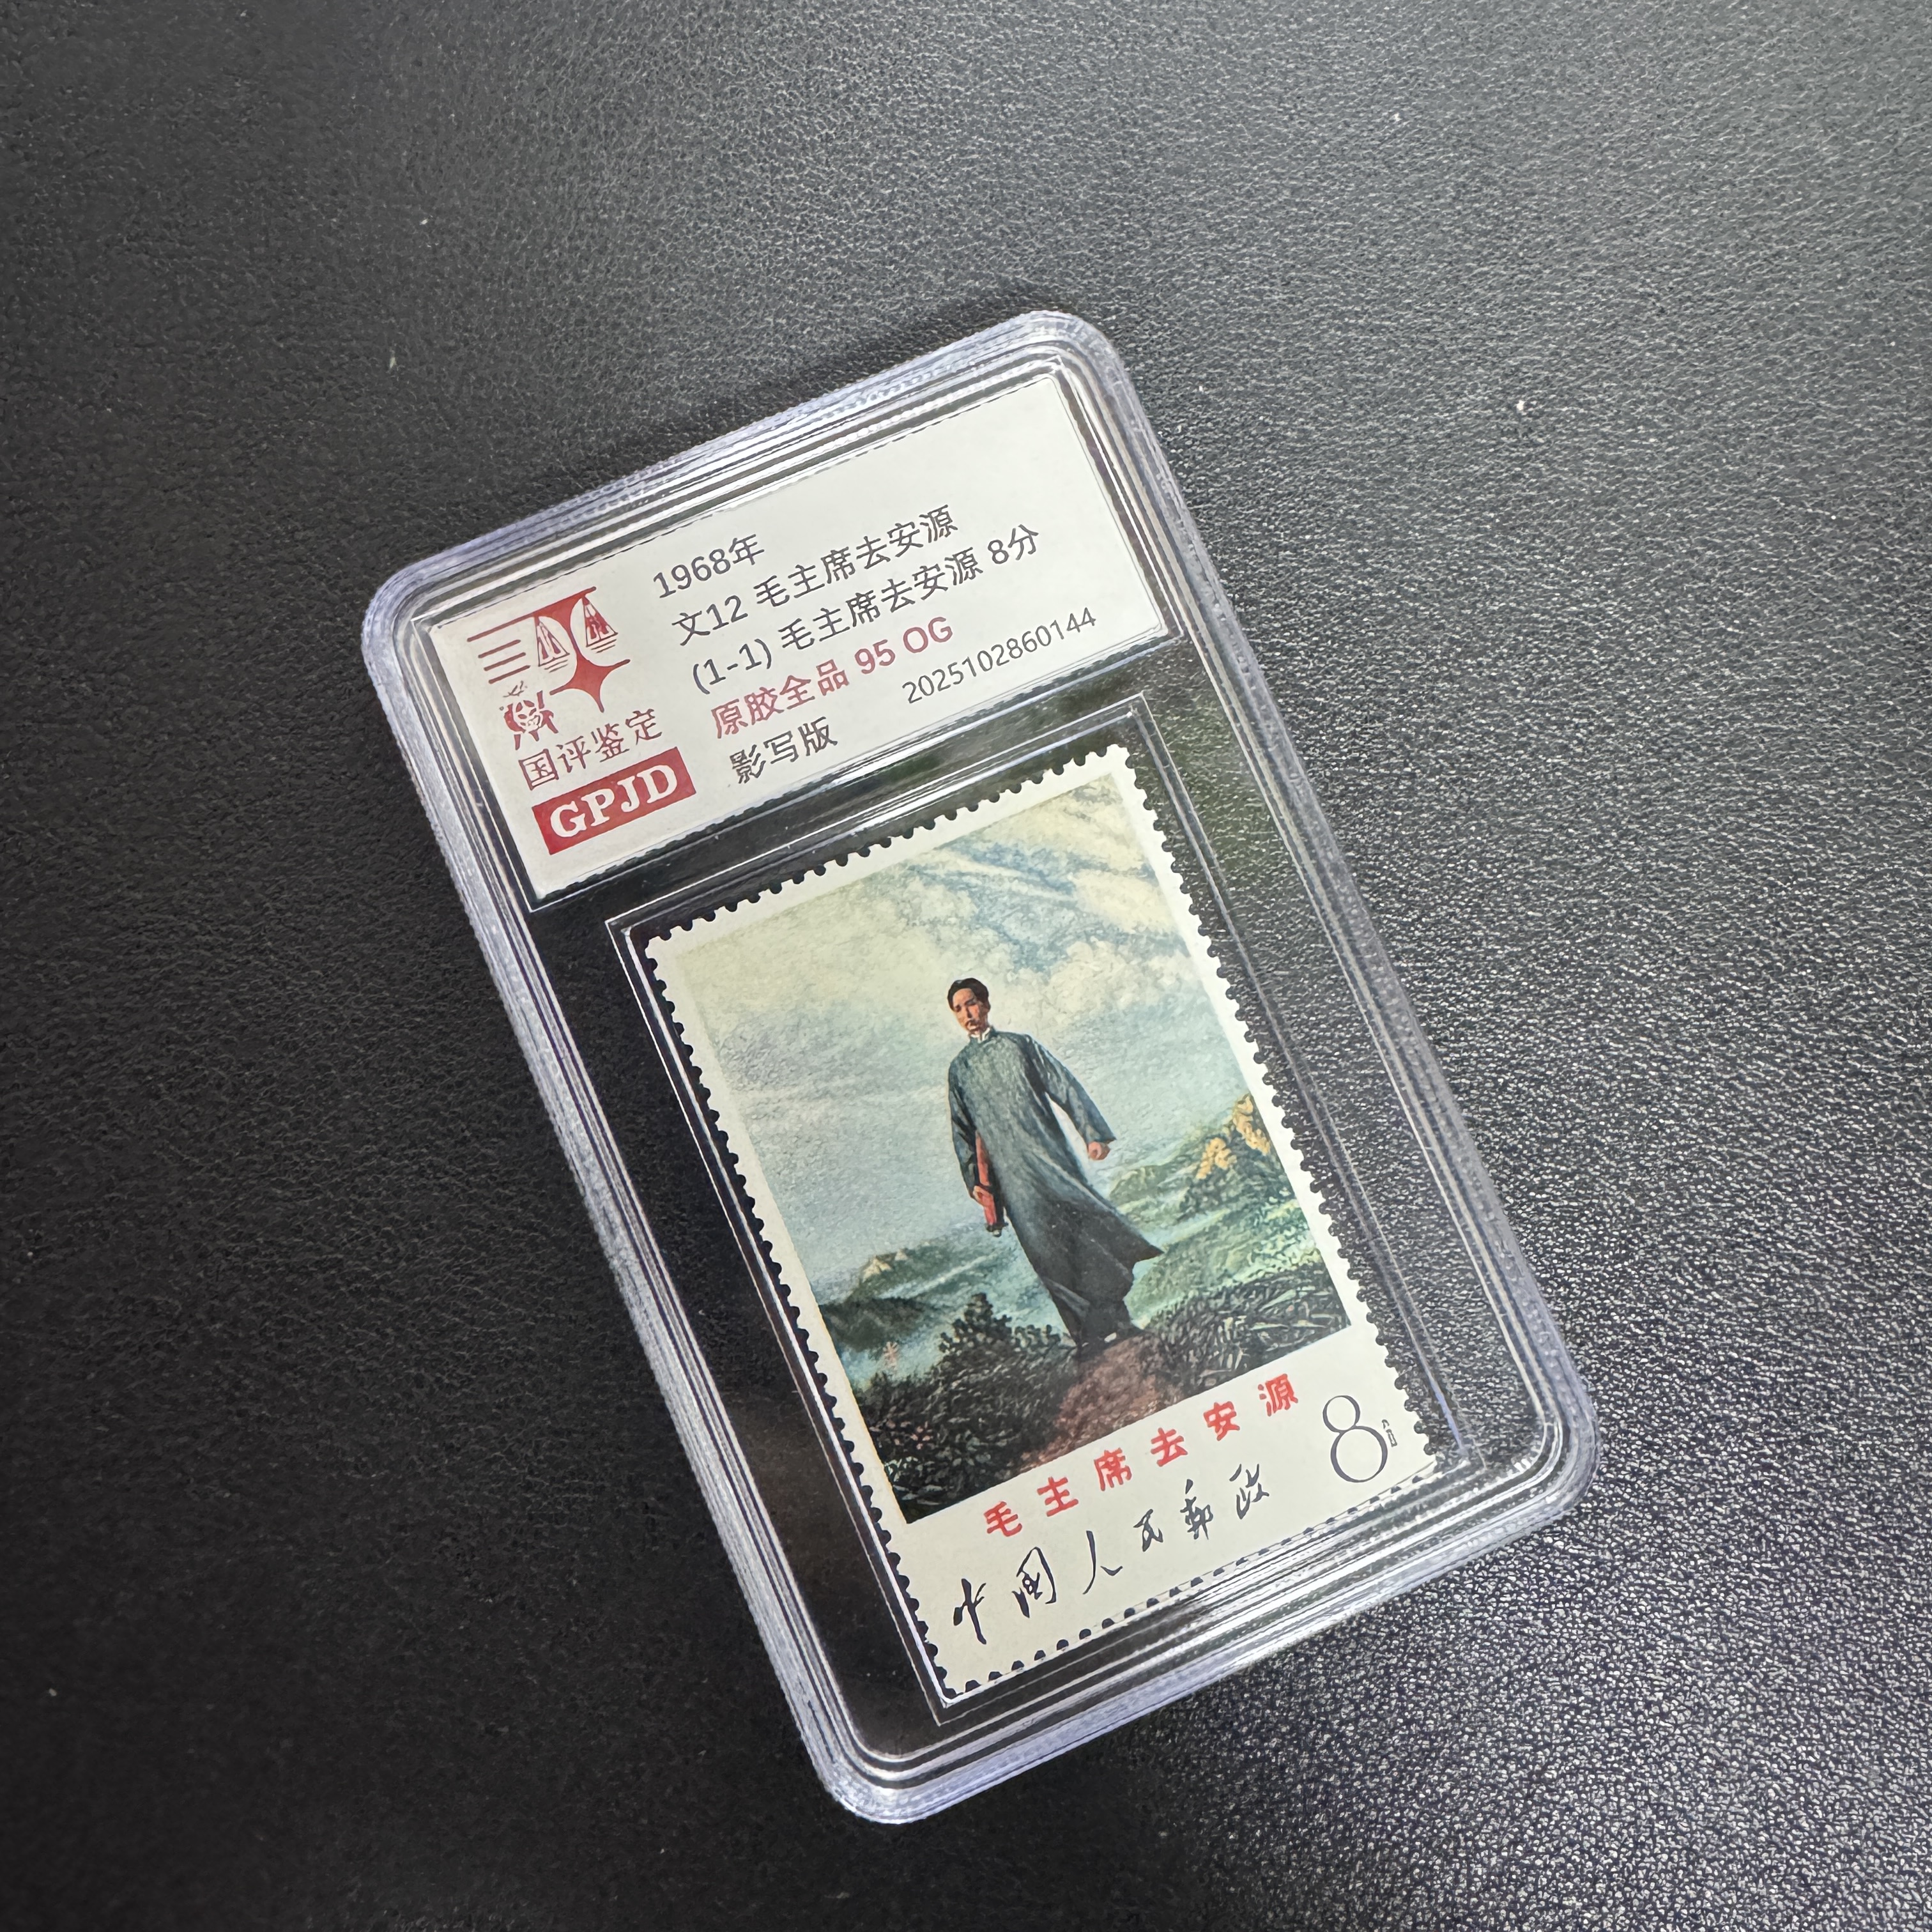 1968年
文12 毛主席去安源
(1-1) 毛主席去安源 8分
原胶全品 95 OG
影写版 2025102860144
国评鉴定
GPJD
毛主席去安源
8分
中国人民邮政